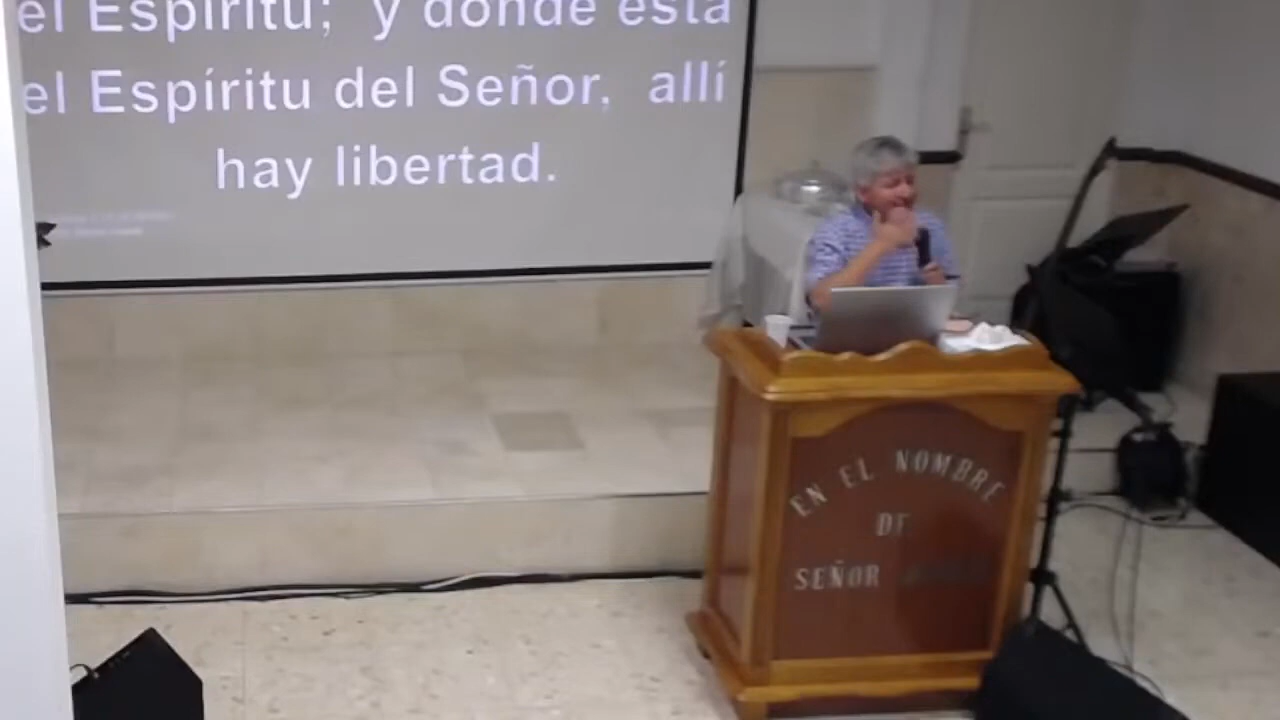 el Espíritu; y donde está
el Espíritu del Señor, allí
hay libertad.
EN EL NOMBRE
DE
SEÑOR